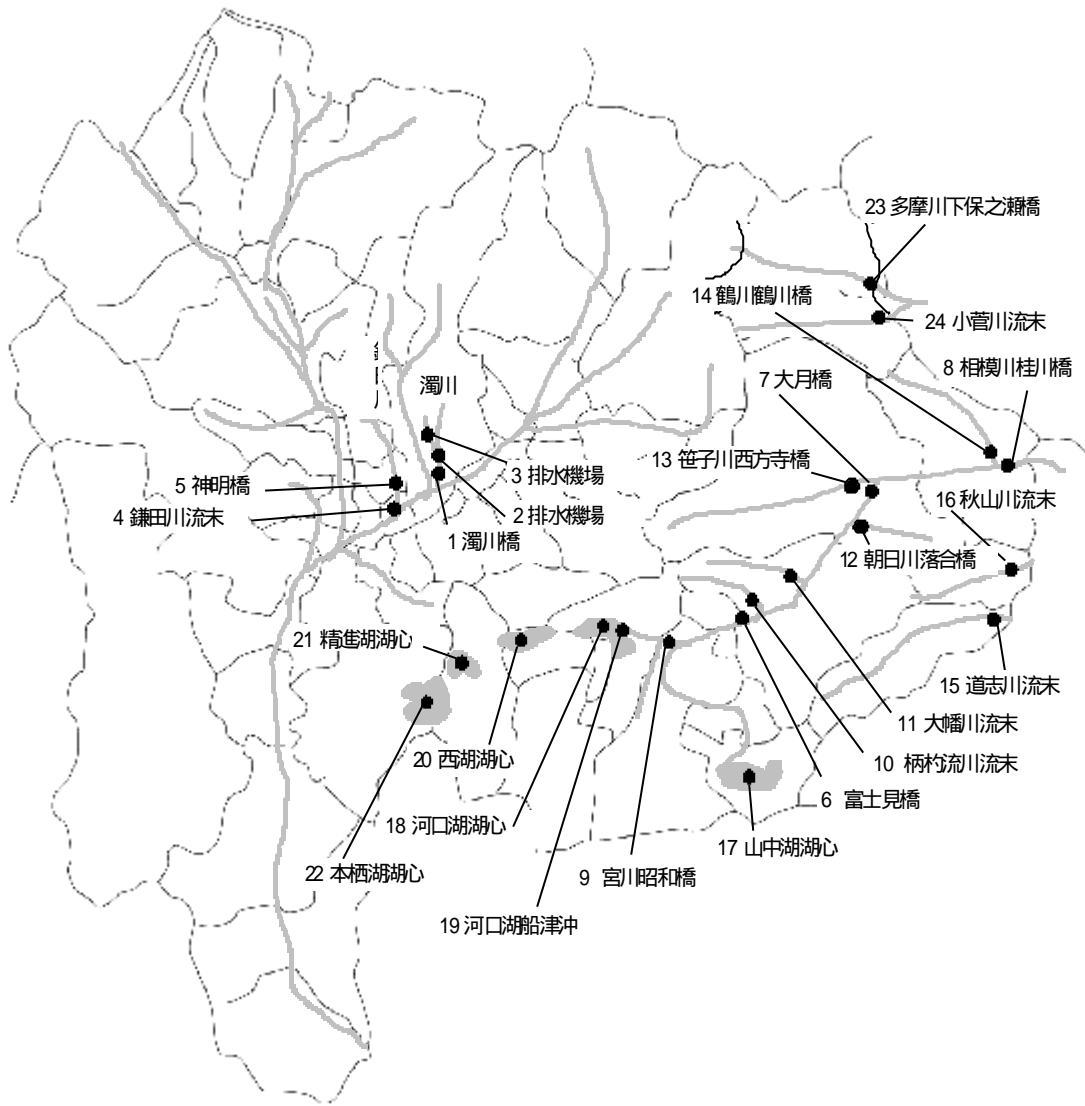 23 多摩川下保之瀬橋
14 鶴川鶴川橋
24 小菅川流末
8 相模川桂川橋
7 大月橋
濁川
13 笹子川西方寺橋
3 排水機場
5 神明橋
16 秋山川流末
4 鎌田川流末
2 排水機場
1 濁川橋
12 朝日川落合橋
21 精進湖湖心
15 道志川流末
11 大幡川流末
20 西湖湖心
10 柄杓流川流末
6 富士見橋
18 河口湖湖心
17 山中湖湖心
22 本栖湖湖心
9 宮川昭和橋
19 河口湖船津沖